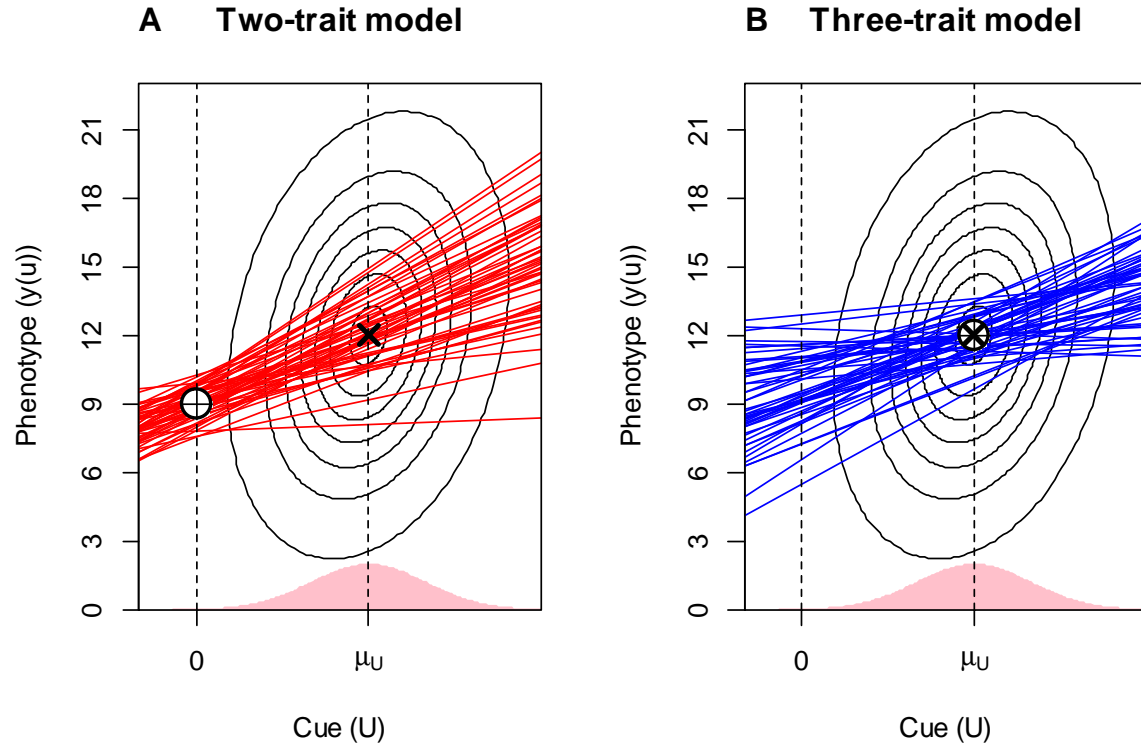 A Two-trait model
B Three-trait model
Phenotype (y(u))
21
18
15
12
9
6
3
0
0 μU
Cue (U)
Phenotype (y(u))
21
18
15
12
9
6
3
0
0 μU
Cue (U)